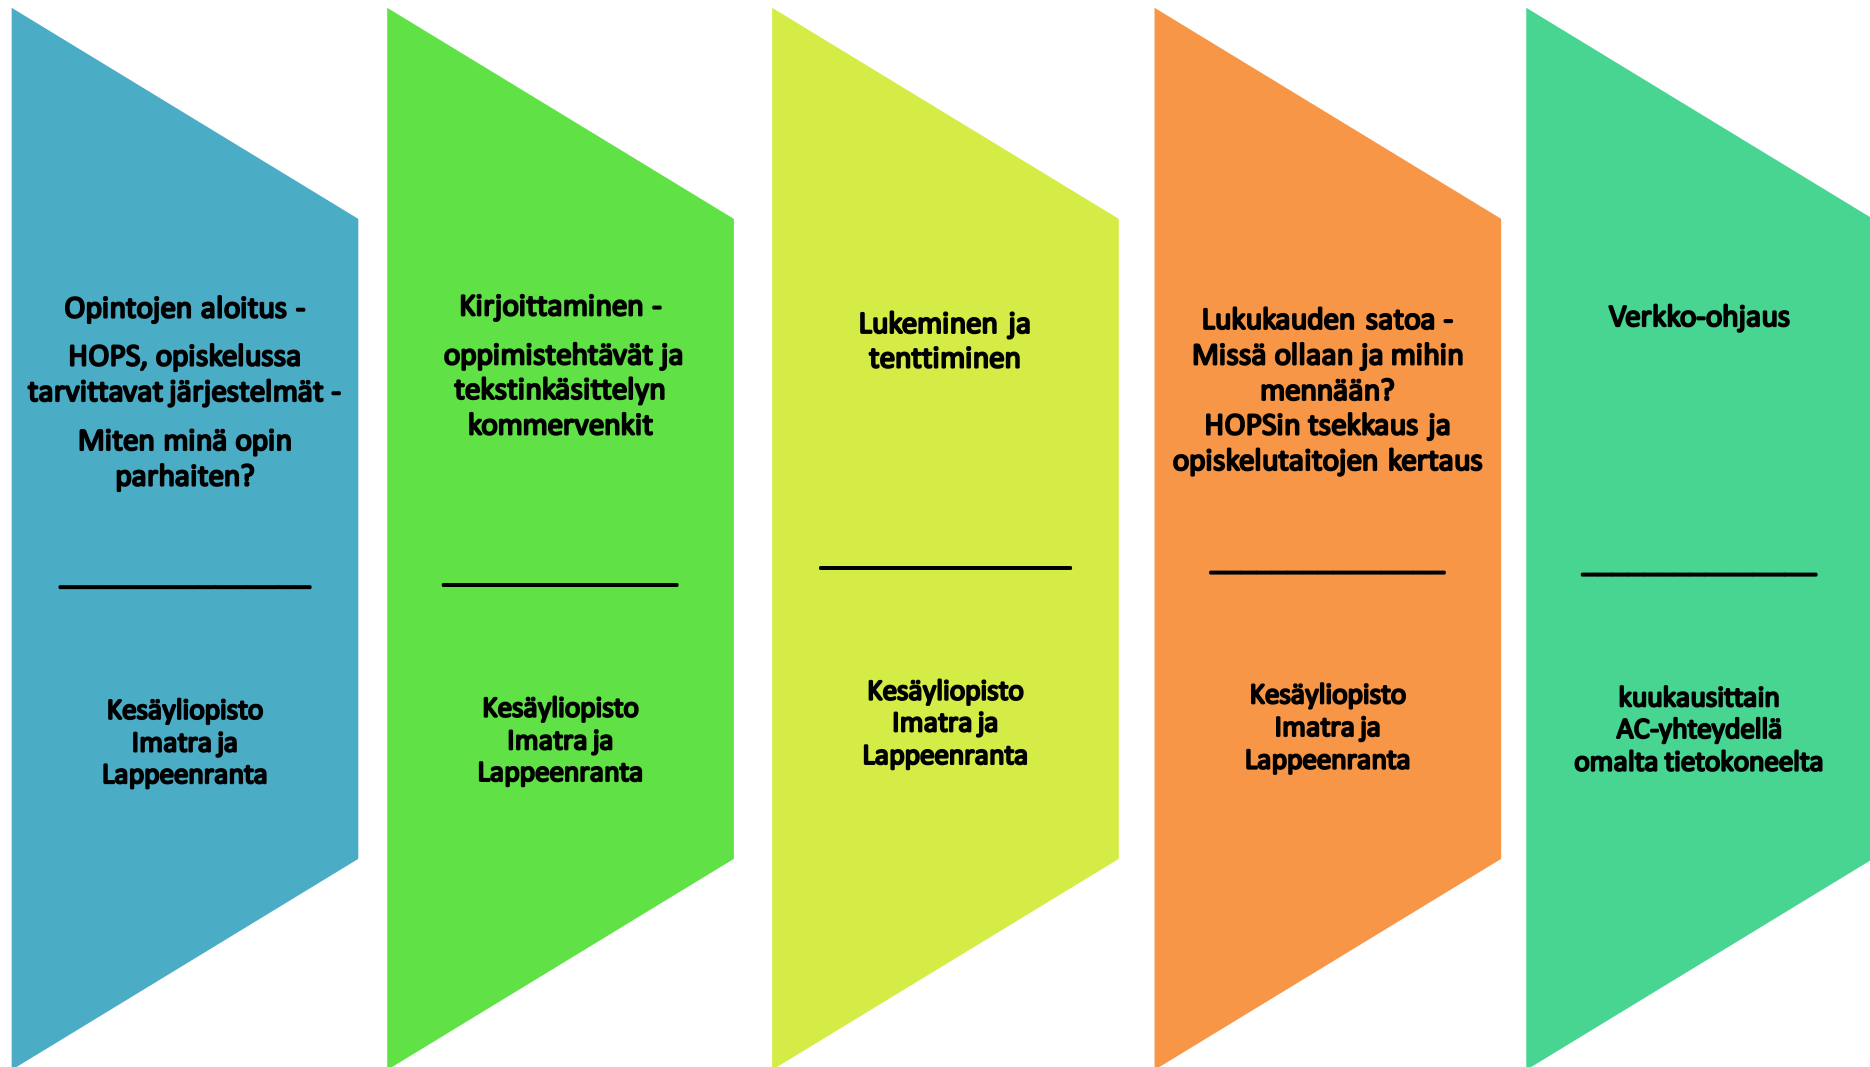 Opintojen aloitus -
HOPS, opiskelussa
tarvittavat järjestelmät -
Miten minä opin
parhaiten?
Kesäyliopisto
Imatra ja
Lappeenranta
Kirjoittaminen -
oppimistehtävät ja
tekstinkäsittelyn
kommervenkit
Kesäyliopisto
Imatra ja
Lappeenranta
Lukeminen ja
tenttiminen
Kesäyliopisto
Imatra ja
Lappeenranta
Lukukauden satoa -
Missä ollaan ja mihin
mennään?
HOPSin tsekkaus ja
opiskelutaitojen kertaus
Kesäyliopisto
Imatra ja
Lappeenranta
Verkko-ohjaus
kuukausittain
AC-yhteydellä
omalta tietokoneelta